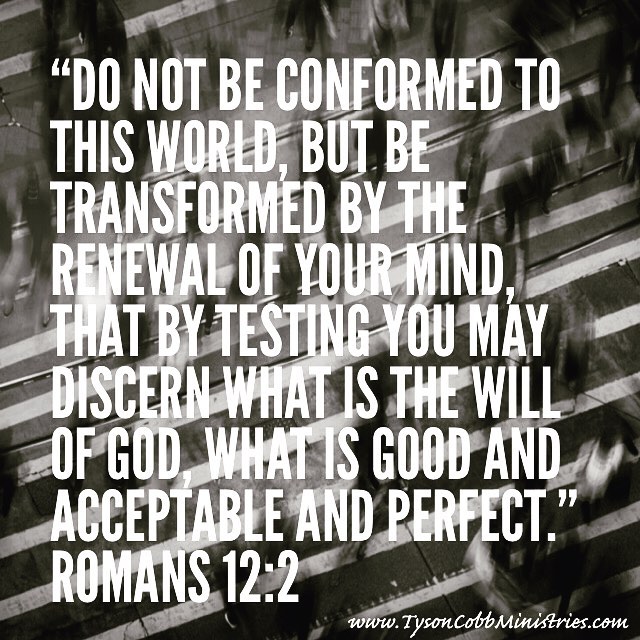 “DO NOT BE CONFORMED TO
THIS WORLD, BUT BE
TRANSFORMED BY THE
RENEWAL OF YOUR MIND,
THAT BY TESTING YOU MAY
DISCERN WHAT IS THE WILL
OF GOD, WHAT IS GOOD AND
ACCEPTABLE AND PERFECT.”
ROMANS 12:2
www.TysonCobbMinistries.com